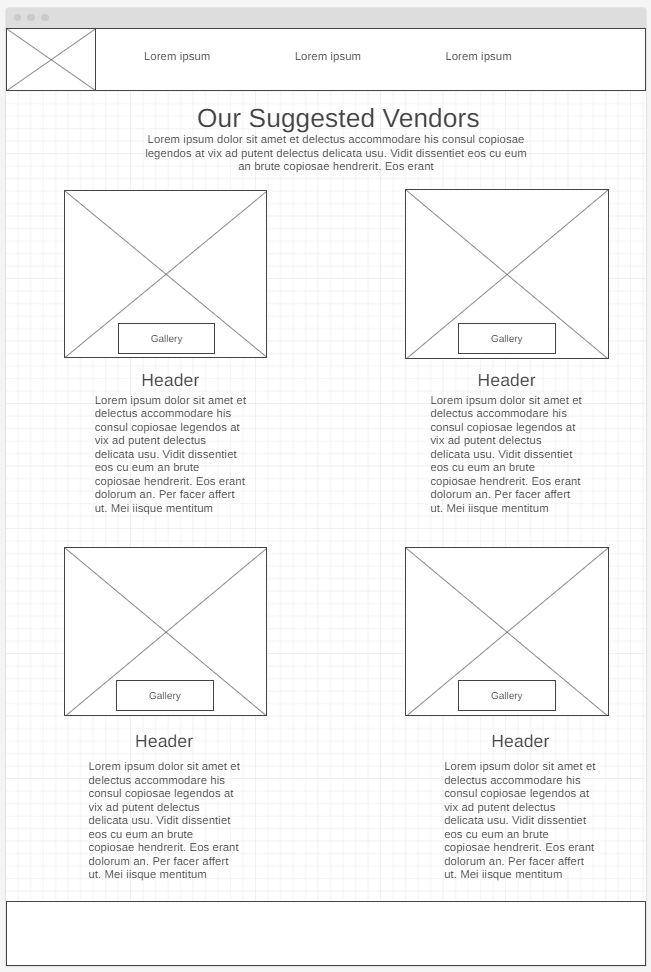 Lorem ipsum Lorem ipsum Lorem ipsum
Our Suggested Vendors
Lorem ipsum dolor sit amet et delectus accommodare his consul copiosae
legendos at vix ad putent delectus delicata usu. Vidit dissentiet eos cu eum
an brute copiosae hendrerit. Eos erant
Gallery
Header
Lorem ipsum dolor sit amet et
delectus accommodare his
consul copiosae legendos at
vix ad putent delectus
delicata usu. Vidit dissentiet
eos cu eum an brute
copiosae hendrerit. Eos erant
dolorum an. Per facer affert
ut. Mei iisque mentitum
Gallery
Header
Lorem ipsum dolor sit amet et
delectus accommodare his
consul copiosae legendos at
vix ad putent delectus
delicata usu. Vidit dissentiet
eos cu eum an brute
copiosae hendrerit. Eos erant
dolorum an. Per facer affert
ut. Mei iisque mentitum
Gallery
Header
Lorem ipsum dolor sit amet et
delectus accommodare his
consul copiosae legendos at
vix ad putent delectus
delicata usu. Vidit dissentiet
eos cu eum an brute
copiosae hendrerit. Eos erant
dolorum an. Per facer affert
ut. Mei iisque mentitum
Gallery
Header
Lorem ipsum dolor sit amet et
delectus accommodare his
consul copiosae legendos at
vix ad putent delectus
delicata usu. Vidit dissentiet
eos cu eum an brute
copiosae hendrerit. Eos erant
dolorum an. Per facer affert
ut. Mei iisque mentitum